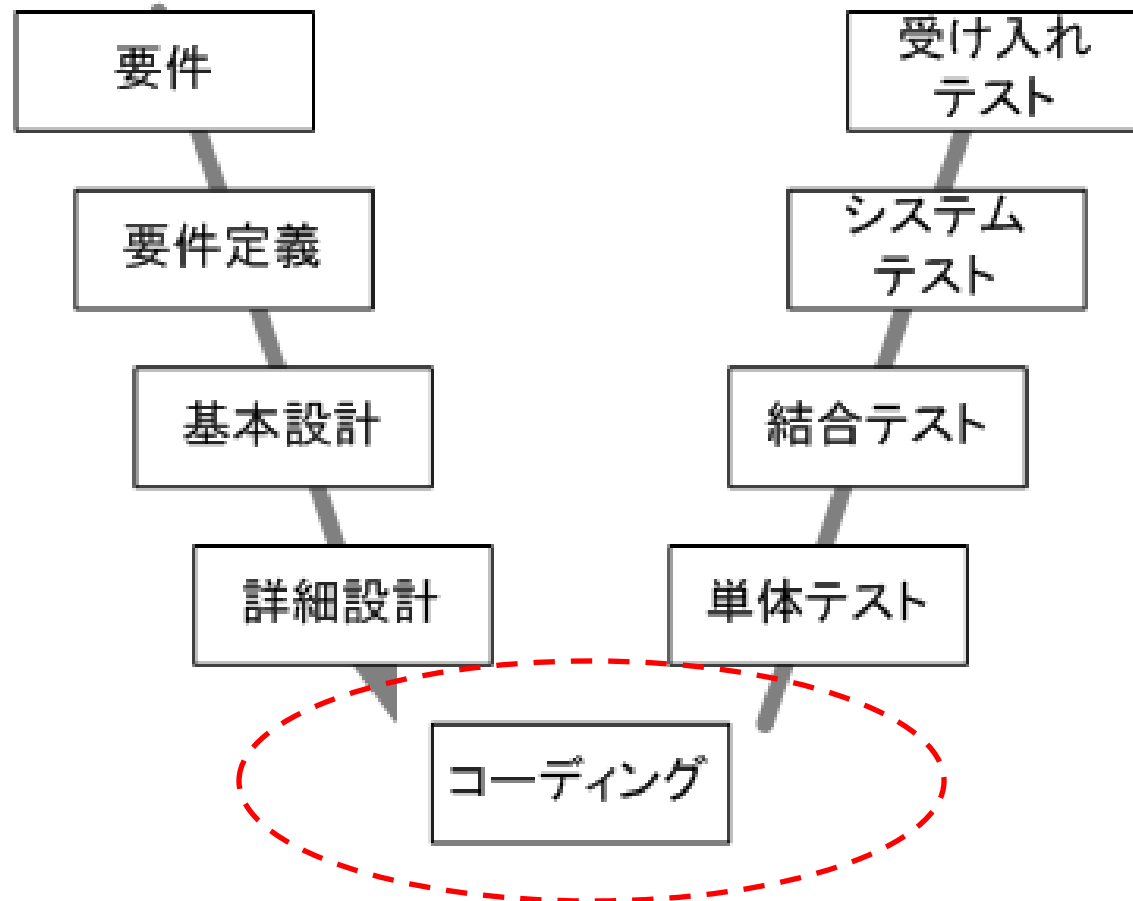 要件
受け入れ
テスト
要件定義
システム
テスト
基本設計
結合テスト
詳細設計
単体テスト
コーディング